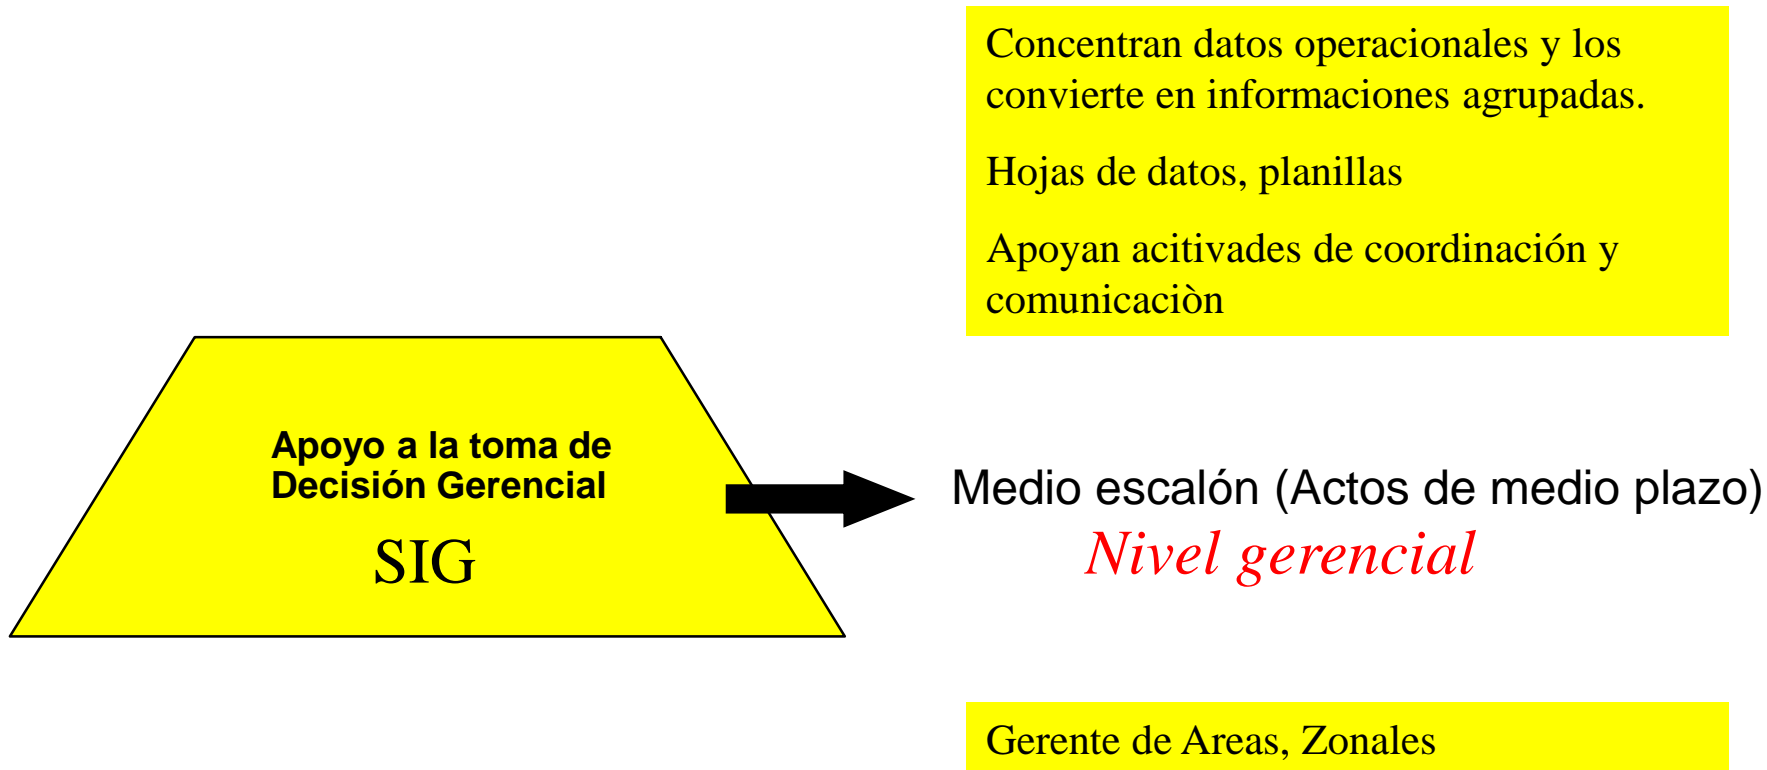 Concentran datos operacionales y los
convierte en informaciones agrupadas.
Hojas de datos, planillas
Apoyan acitivades de coordinación y
comunicaciòn
Apoyo a la toma de
Decisión Gerencial
SIG
Medio escalón (Actos de medio plazo)
Nivel gerencial
Gerente de Areas, Zonales